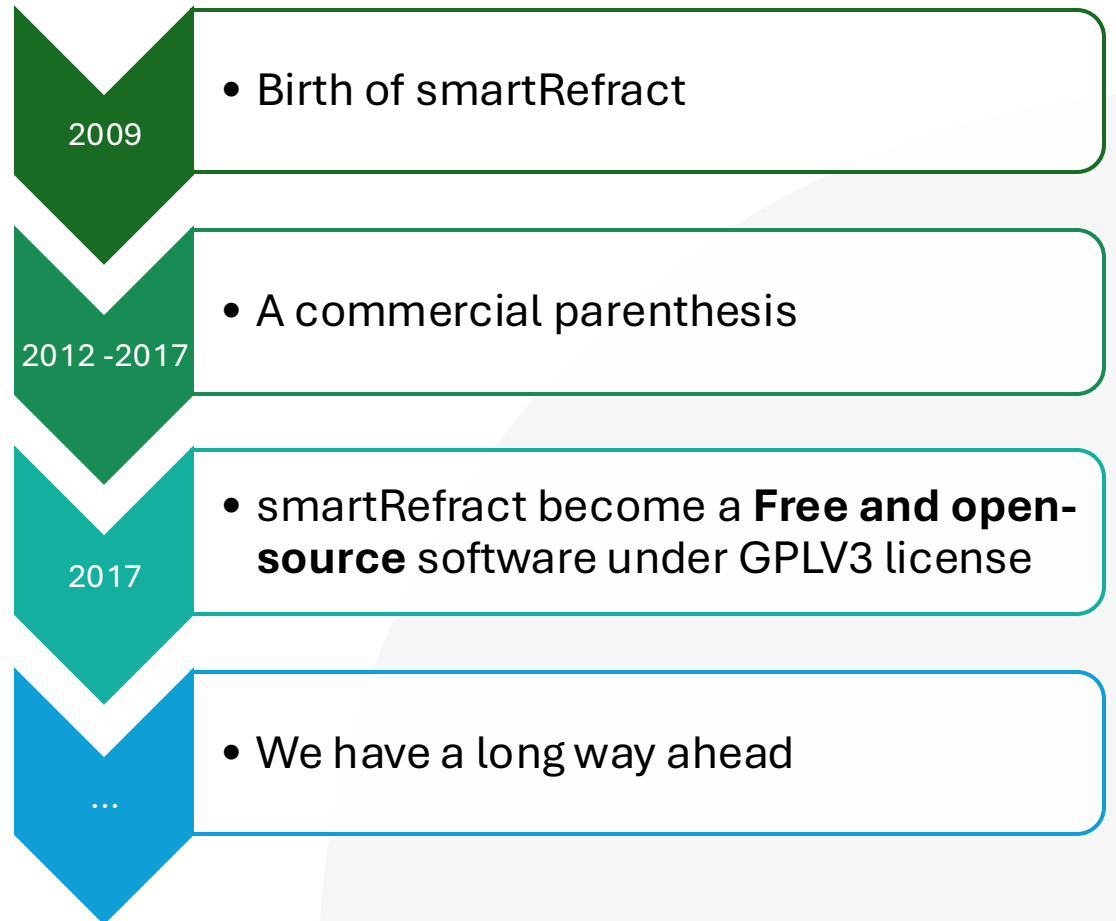 2009
• Birth of smartRefract
2012 -2017
• A commercial parenthesis
2017
• smartRefract become a Free and open-
source software under GPLV3 license
...
• We have a long way ahead